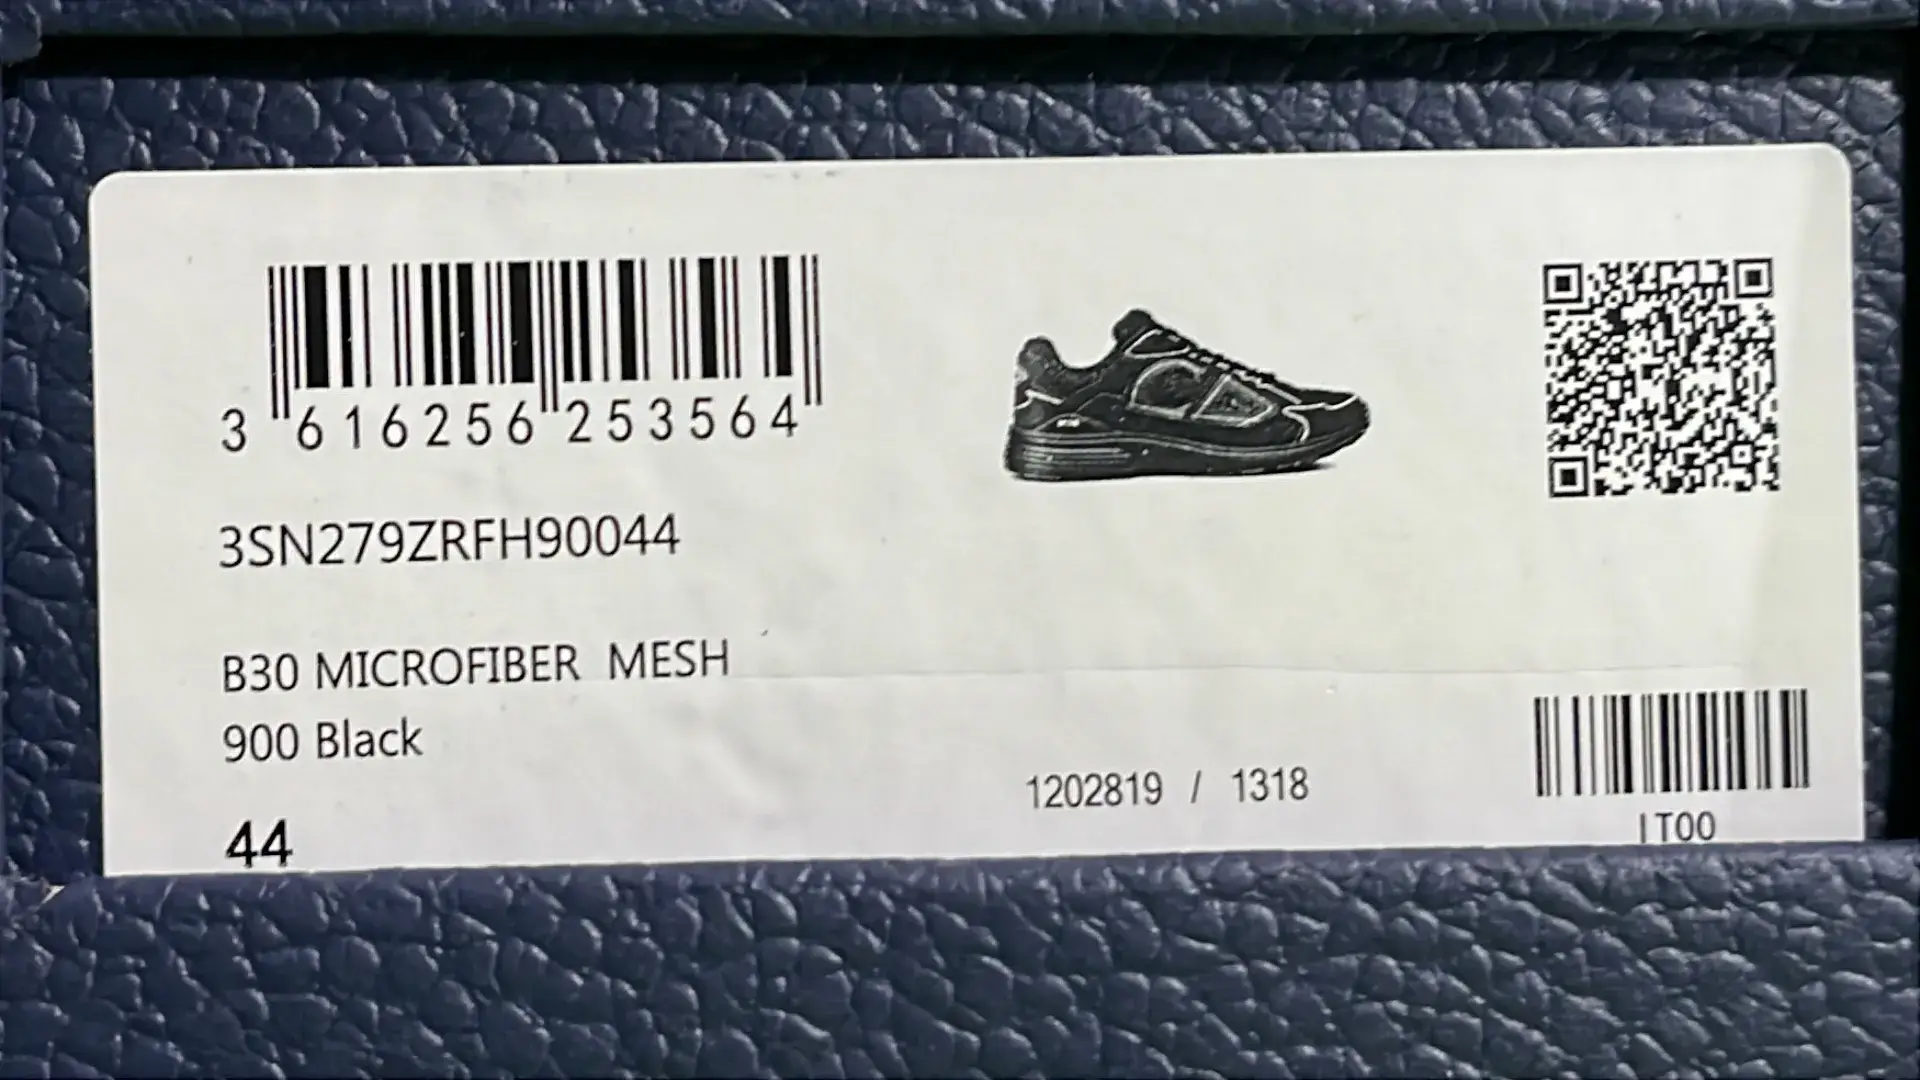 3 616256 253564
3SN279ZRFH90044
B30 MICROFIBER  MESH
900 Black
1202819 / 1318
44
IT00